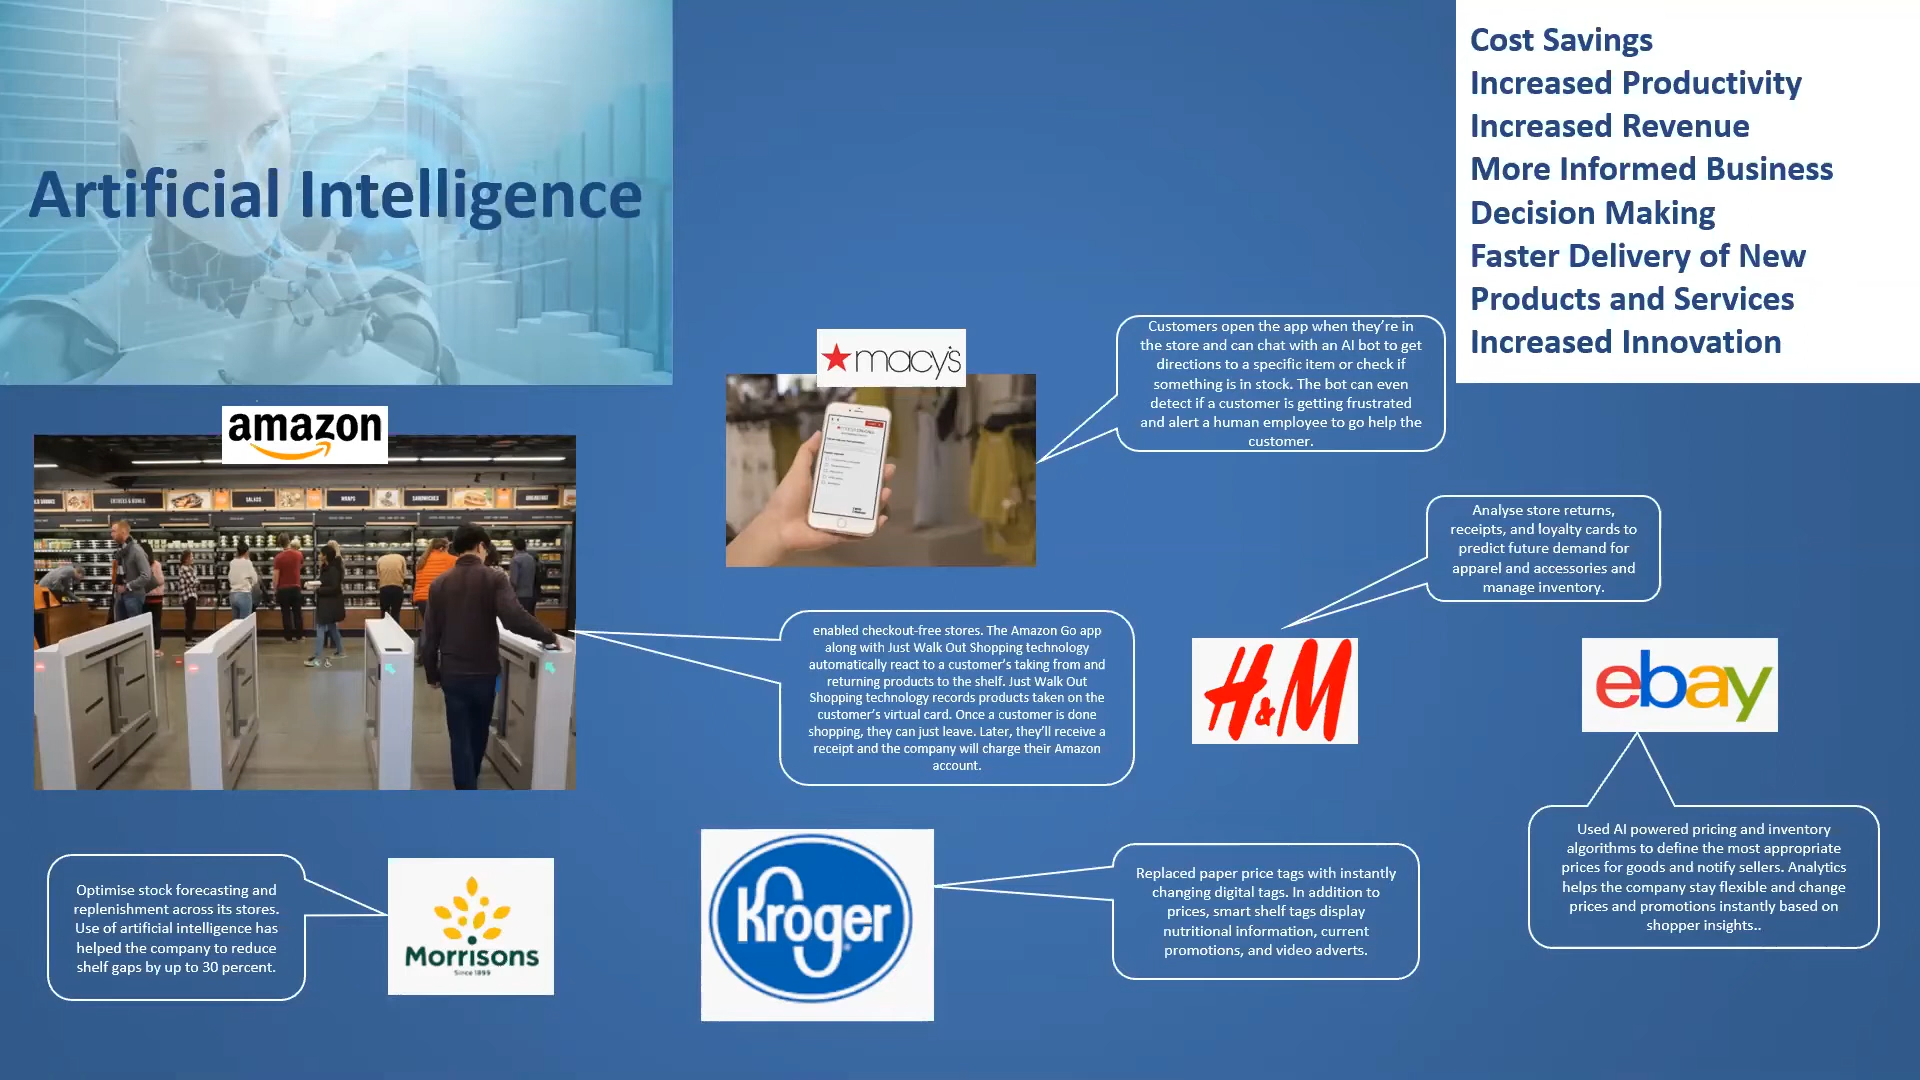 Artificial Intelligence
Cost Savings
Increased Productivity
Increased Revenue
More Informed Business
Decision Making
Faster Delivery of New
Products and Services
Increased Innovation
macy's
Customers open the app when they’re in
the store and can chat with an AI bot to get
directions to a specific item or check if
something is in stock. The bot can even
detect if a customer is getting frustrated
and alert a human employee to go help the
customer.
amazon
SALADS
WRAPS
SANDWICHES
BREAKFAST
Analyse store returns,
receipts, and loyalty cards to
predict future demand for
apparel and accessories and
manage inventory.
enabled checkout-free stores. The Amazon Go app
along with Just Walk Out Shopping technology
automatically react to a customer’s taking from and
returning products to the shelf. Just Walk Out
Shopping technology records products taken on the
customer’s virtual card. Once a customer is done
shopping, they can just leave. Later, they’ll receive a
receipt and the company will charge their Amazon
account.
H&M
ebay
Used AI powered pricing and inventory
algorithms to define the most appropriate
prices for goods and notify sellers. Analytics
helps the company stay flexible and change
prices and promotions instantly based on
shopper insights..
Optimise stock forecasting and
replenishment across its stores.
Use of artificial intelligence has
helped the company to reduce
shelf gaps by up to 30 percent.
Morrisons
Since 1899
Kroger
Replaced paper price tags with instantly
changing digital tags. In addition to
prices, smart shelf tags display
nutritional information, current
promotions, and video adverts.